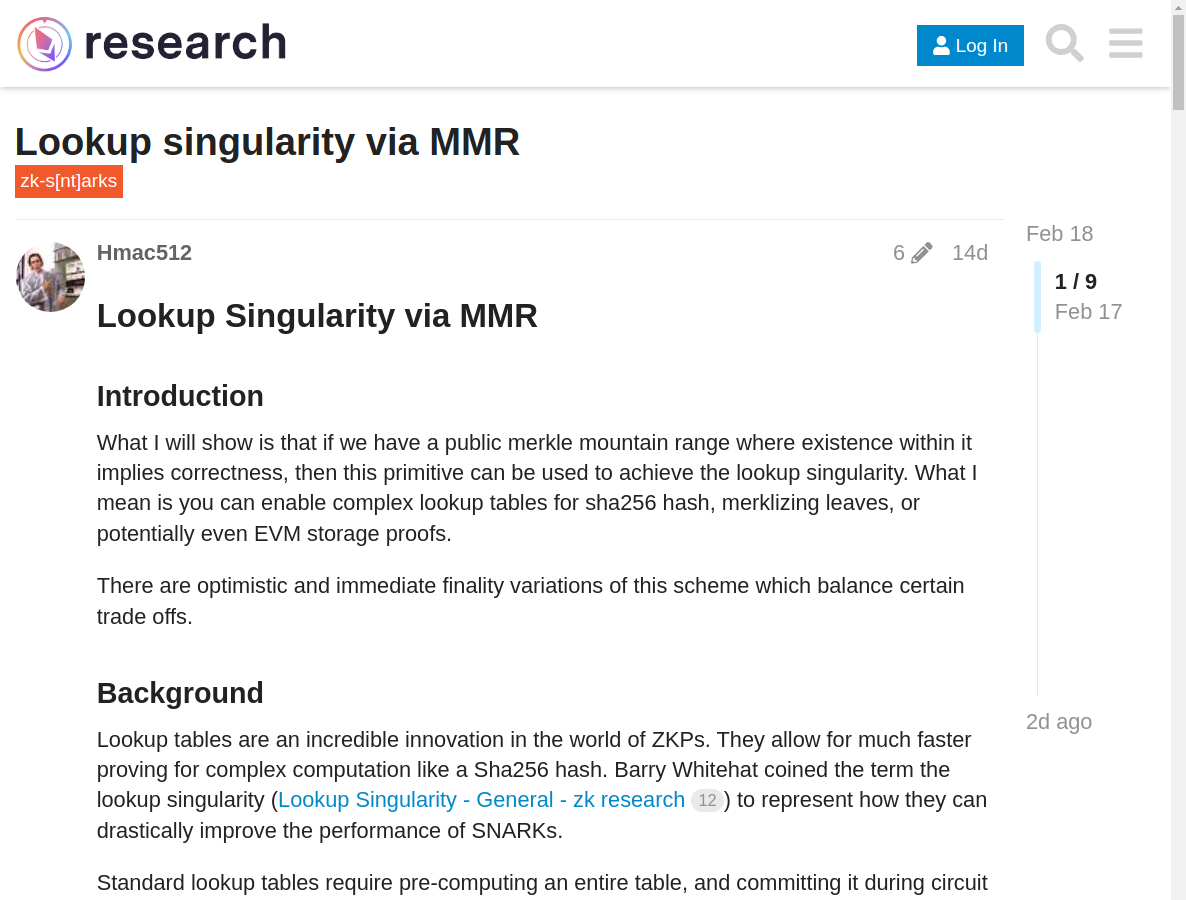 research
Log In
Lookup singularity via MMR
zk-s[nt]arks
Feb 18
Hmac512
6
14d
1 / 9
Feb 17
Lookup Singularity via MMR
Introduction
What I will show is that if we have a public merkle mountain range where existence within it
implies correctness, then this primitive can be used to achieve the lookup singularity. What I
mean is you can enable complex lookup tables for sha256 hash, merklizing leaves, or
potentially even EVM storage proofs.
There are optimistic and immediate finality variations of this scheme which balance certain
trade offs.
Background
2d ago
Lookup tables are an incredible innovation in the world of ZKPs. They allow for much faster
proving for complex computation like a Sha256 hash. Barry Whitehat coined the term the
lookup singularity (Lookup Singularity - General - zk research 12) to represent how they can
drastically improve the performance of SNARKs.
Standard lookup tables require pre-computing an entire table, and committing it during circuit